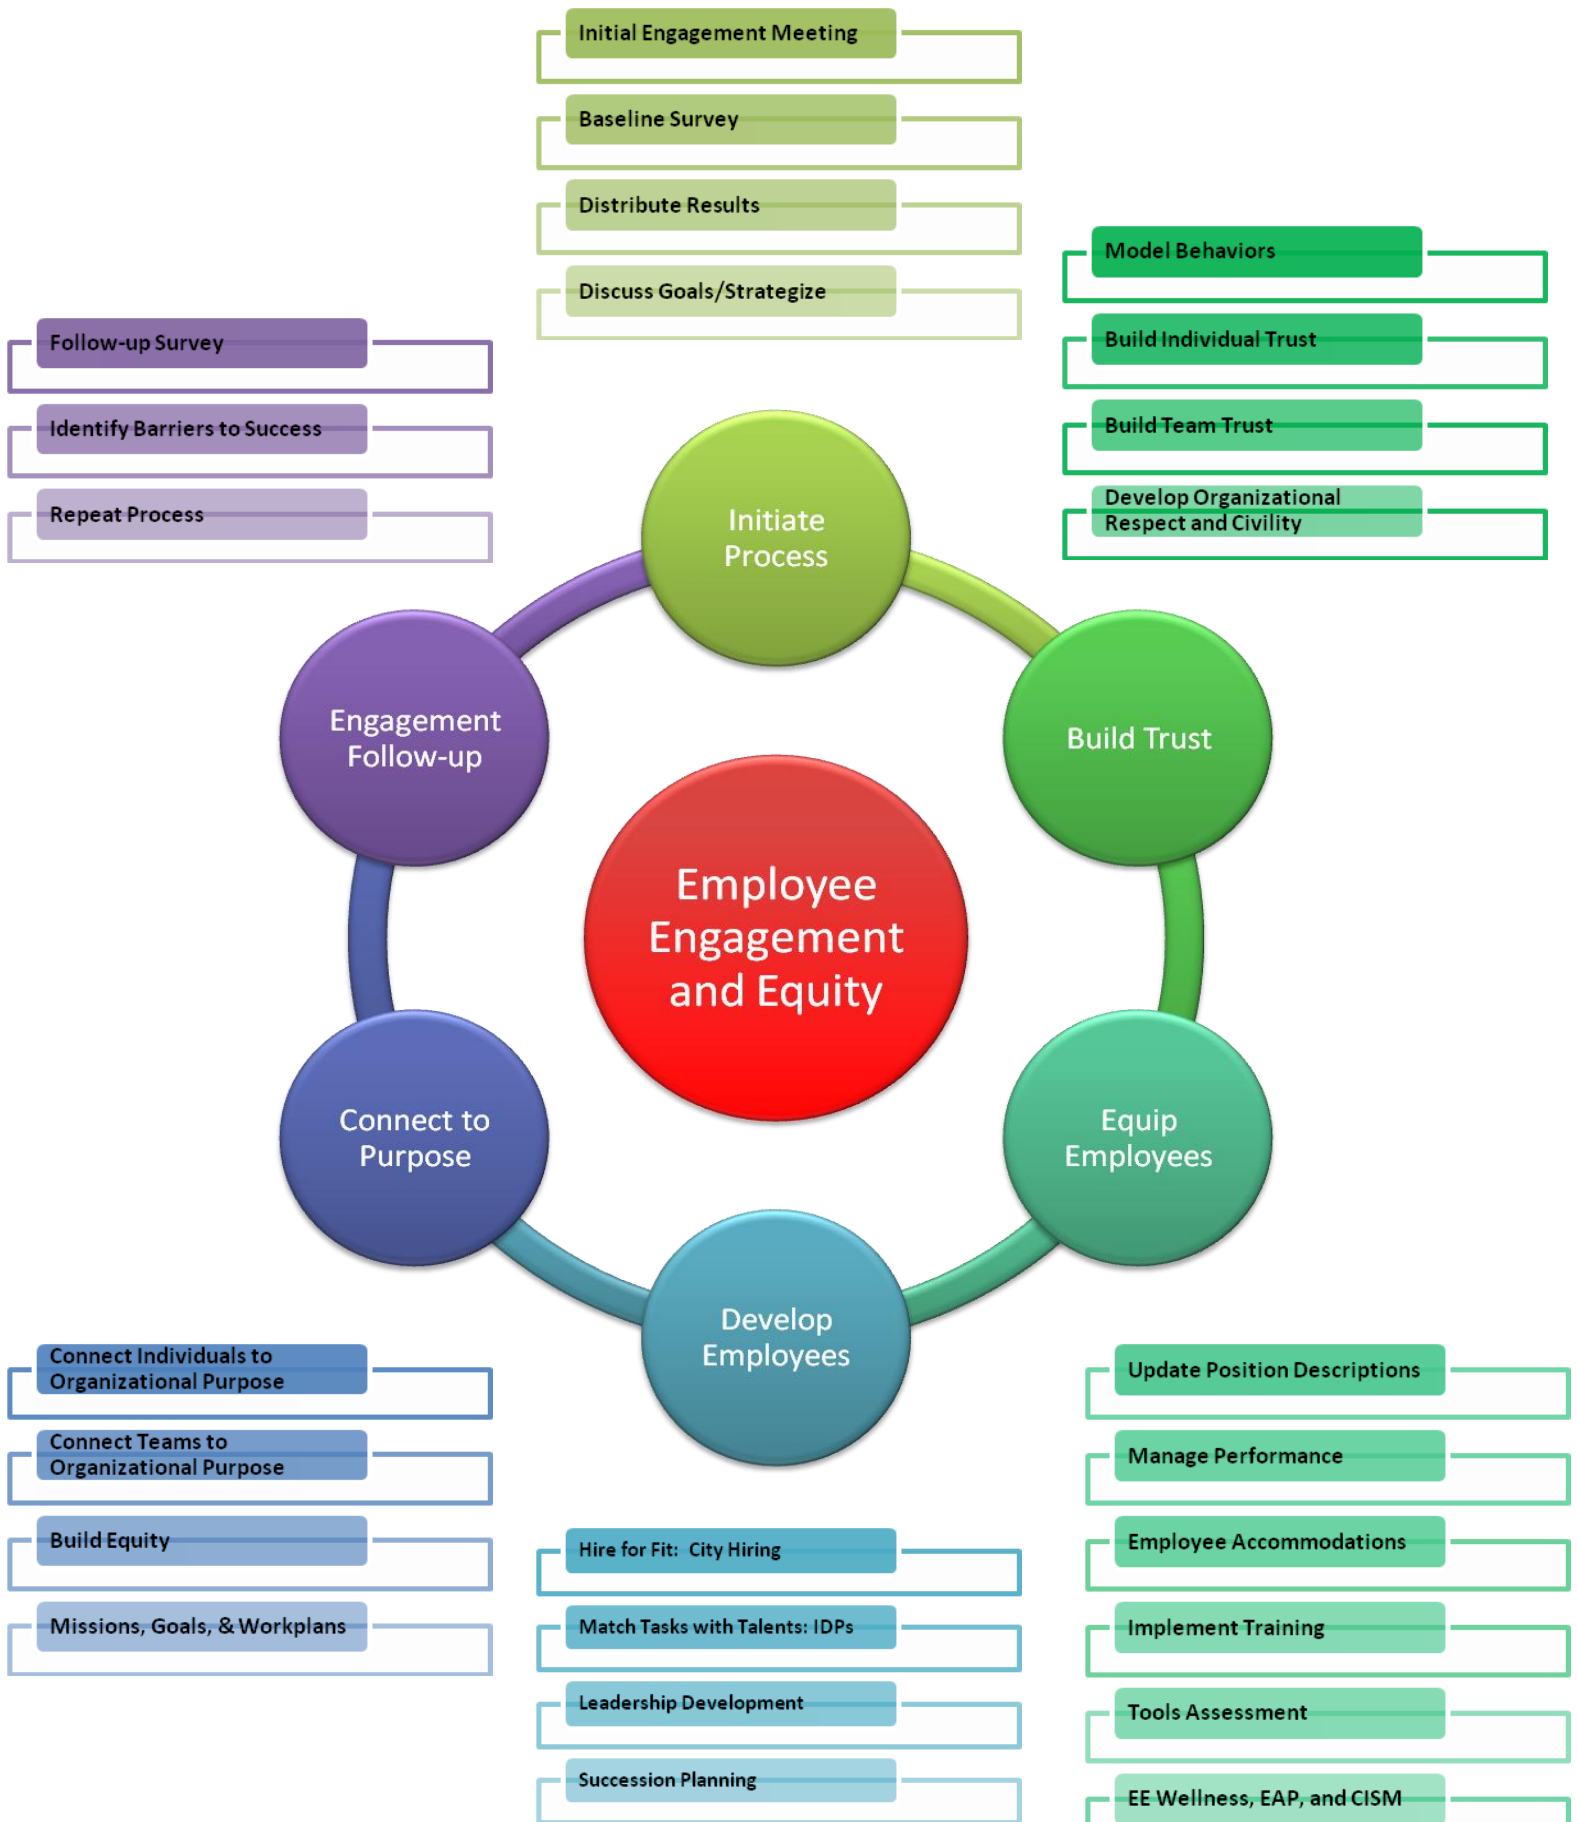 Initial Engagement Meeting
Baseline Survey
Distribute Results
Discuss Goals/Strategize
Model Behaviors
Build Individual Trust
Build Team Trust
Develop Organizational
Respect and Civility
Follow-up Survey
Identify Barriers to Success
Repeat Process
Initiate
Process
Build Trust
Engagement
Follow-up
Employee
Engagement
and Equity
Connect to
Purpose
Equip
Employees
Develop
Employees
Connect Individuals to
Organizational Purpose
Connect Teams to
Organizational Purpose
Build Equity
Missions, Goals, & Workplans
Hire for Fit:  City Hiring
Match Tasks with Talents: IDPs
Leadership Development
Succession Planning
Update Position Descriptions
Manage Performance
Employee Accommodations
Implement Training
Tools Assessment
EE Wellness, EAP, and CISM